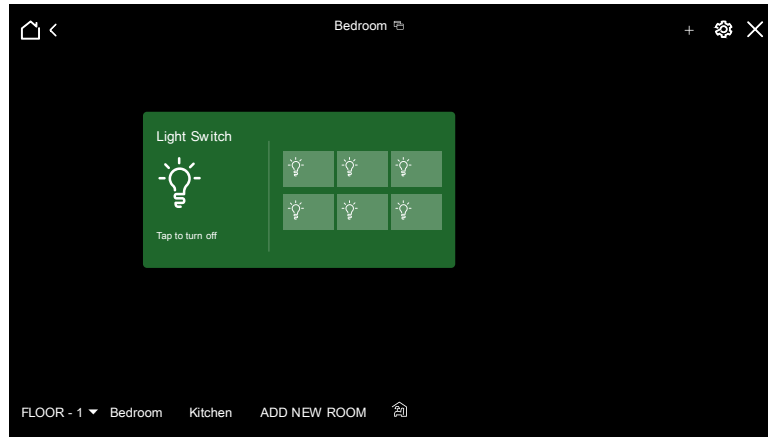 Bedroom
+
Light Switch
Tap to turn off
FLOOR - 1 Bedroom Kitchen ADD NEW ROOM